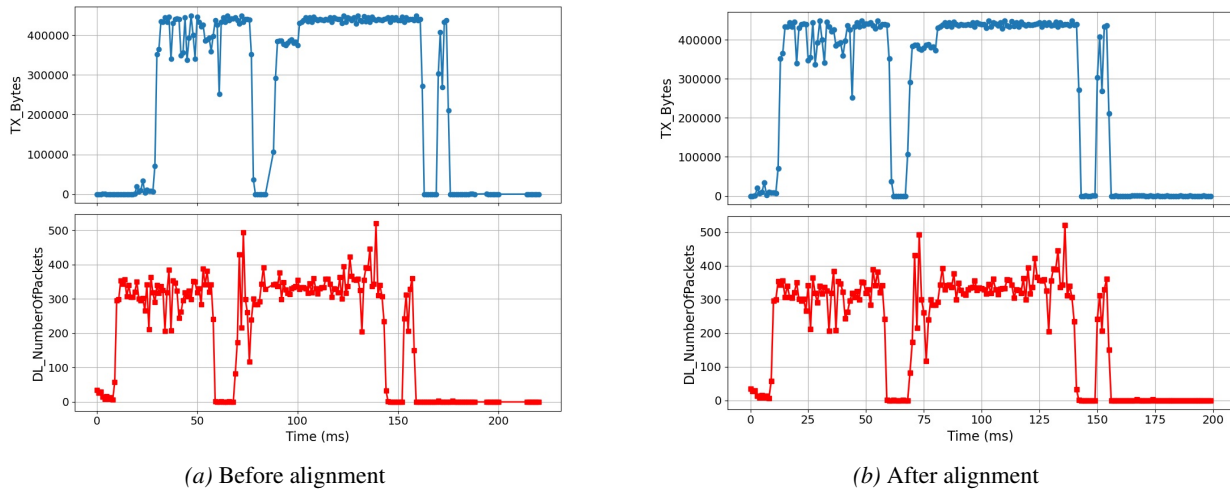 TX_Bytes
400000
300000
200000
100000
0
DL_NumberOfPackets
500
400
300
200
100
0
0 50 100 150 200
Time (ms)
(a) Before alignment
TX_Bytes
400000
300000
200000
100000
0
DL_NumberOfPackets
500
400
300
200
100
0
0 25 50 75 100 125 150 175 200
Time (ms)
(b) After alignment